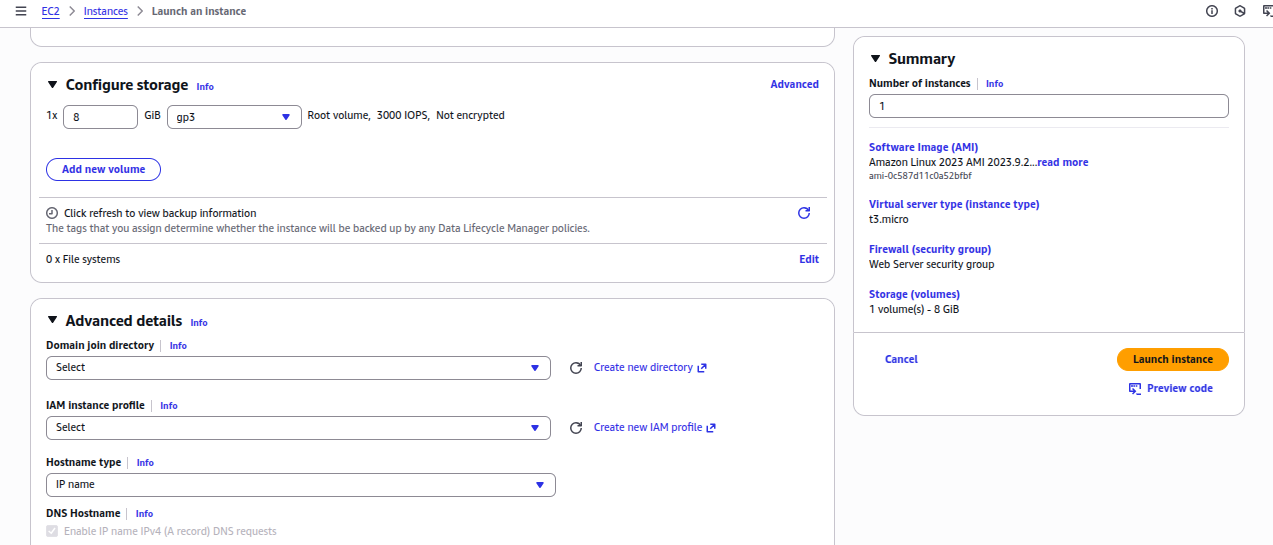 EC2 > Instances > Launch an instance
Configure storage Info
Advanced
1x 8 GiB gp3 Root volume, 3000 IOPS, Not encrypted
Add new volume
Click refresh to view backup information
The tags that you assign determine whether the instance will be backed up by any Data Lifecycle Manager policies.
0 x File systems
Edit
Advanced details Info
Domain join directory Info
Select
Create new directory
IAM instance profile Info
Select
Create new IAM profile
Hostname type Info
IP name
DNS Hostname Info
Enable IP name IPv4 (A record) DNS requests
Summary
Number of instances Info
1
Software Image (AMI)
Amazon Linux 2023 AMI 2023.9.2...read more
ami-0c587d11c0a52bfbf
Virtual server type (instance type)
t3.micro
Firewall (security group)
Web Server security group
Storage (volumes)
1 volume(s) - 8 GiB
Cancel
Launch instance
Preview code